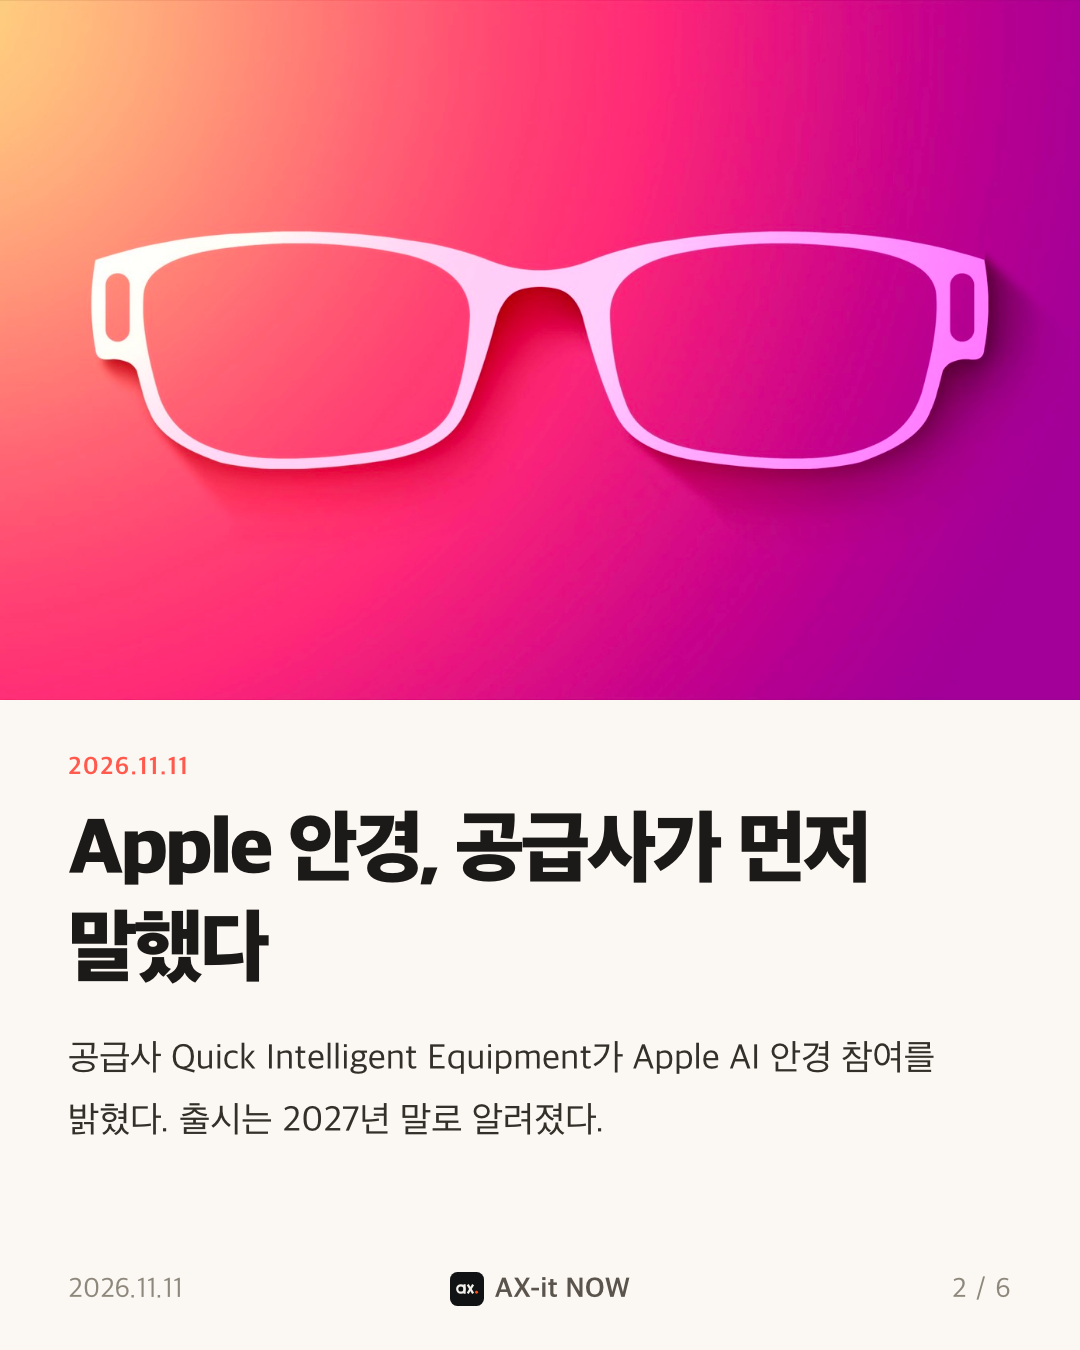 2026.11.11
Apple 안경, 공급사가 먼저
말했다
공급사 Quick Intelligent Equipment가 Apple AI 안경 참여를
밝혔다. 출시는 2027년 말로 알려졌다.
2026.11.11
ax. AX-it NOW
2 / 6